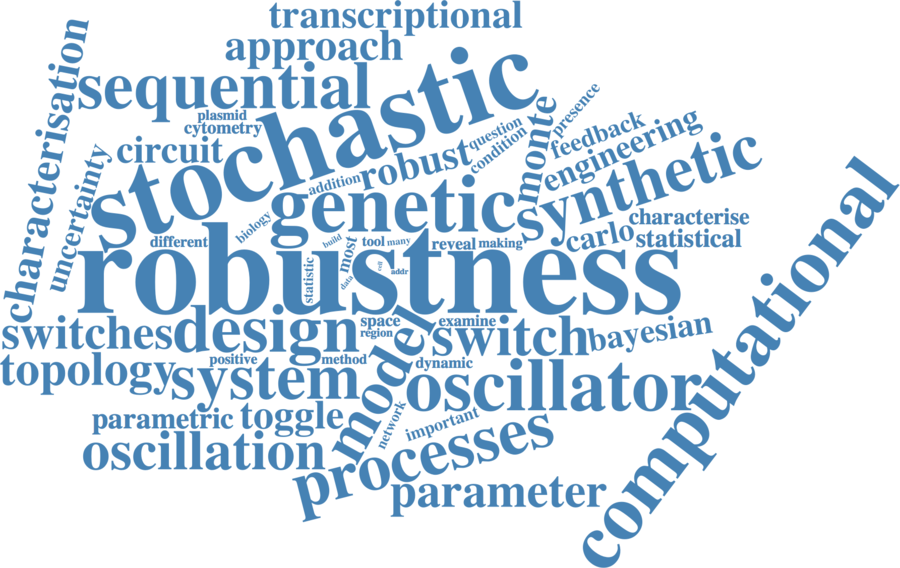 transcriptional
approach
characterisation
sequential
stochastic
plasmid
cytometry
circuit
uncertainty
robust
addition
question
condition
monte
presence
feedback
engineering
synthetic
genetic
biology
different
build
most
tool
many
reveal
making
carlo
characterise
statistical
computational
robustness
statistic
data
cell
addr
switches
design
space
region
examine
switch
bayesian
model
topology
positive
method
system
dynamic
oscillator
parametric
toggle
network
important
oscillation
processes
parameter